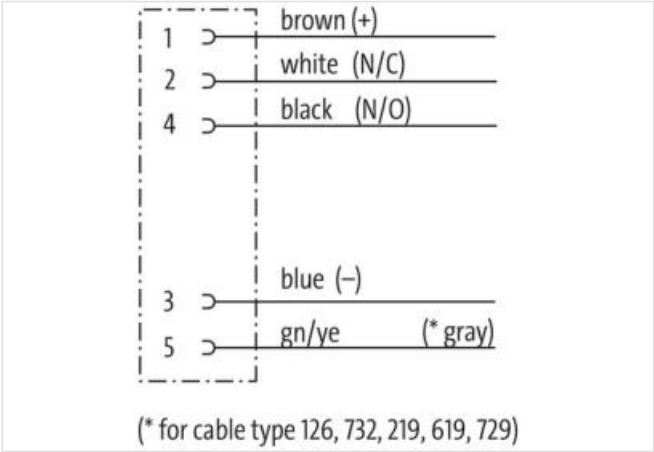 1 brown (+)
2 white (N/C)
4 black (N/O)
3 blue (–)
5 gn/ye (* gray)
(* for cable type 126, 732, 219, 619, 729)